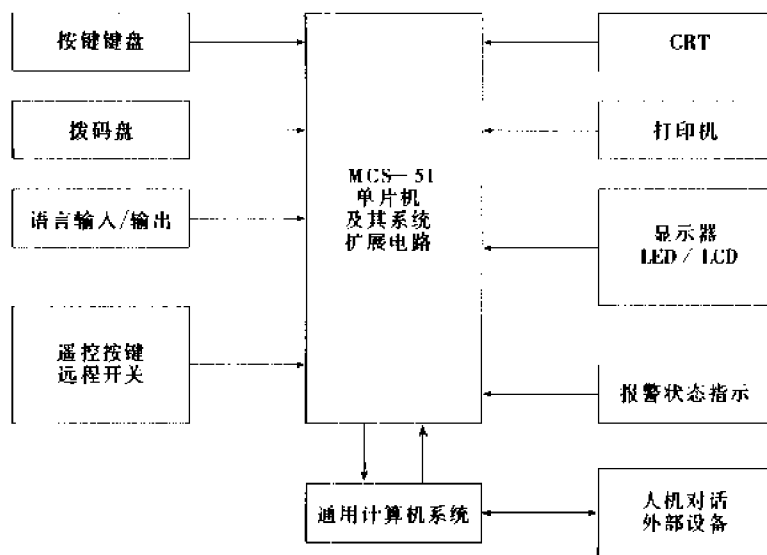 按键键盘
CRT
拨码盘
打印机
MCS—51
单片机
及其系统
扩展电路
语言输入/输出
显示器
LED / LCD
遥控按键
远程开关
报警状态指示
通用计算机系统
人机对话
外部设备